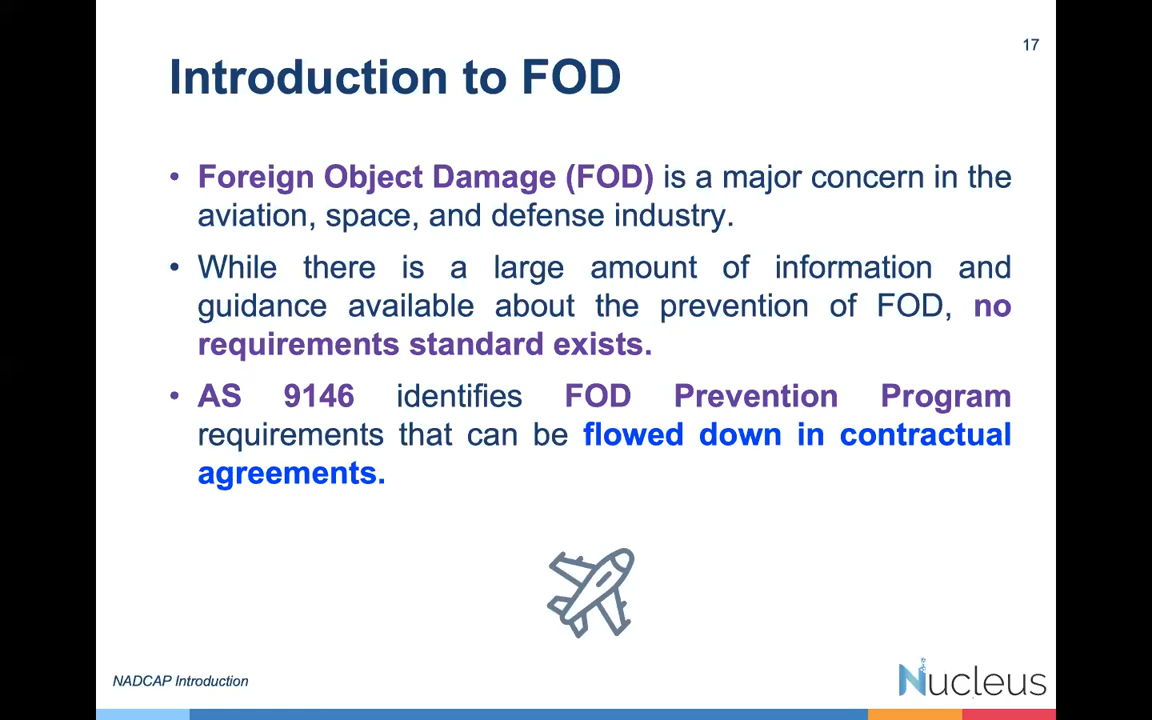 17
Introduction to FOD
• Foreign Object Damage (FOD) is a major concern in the
aviation, space, and defense industry.
• While there is a large amount of information and
guidance available about the prevention of FOD, no
requirements standard exists.
• AS 9146 identifies FOD Prevention Program
requirements that can be flowed down in contractual
agreements.
NADCAP Introduction
Nucleus